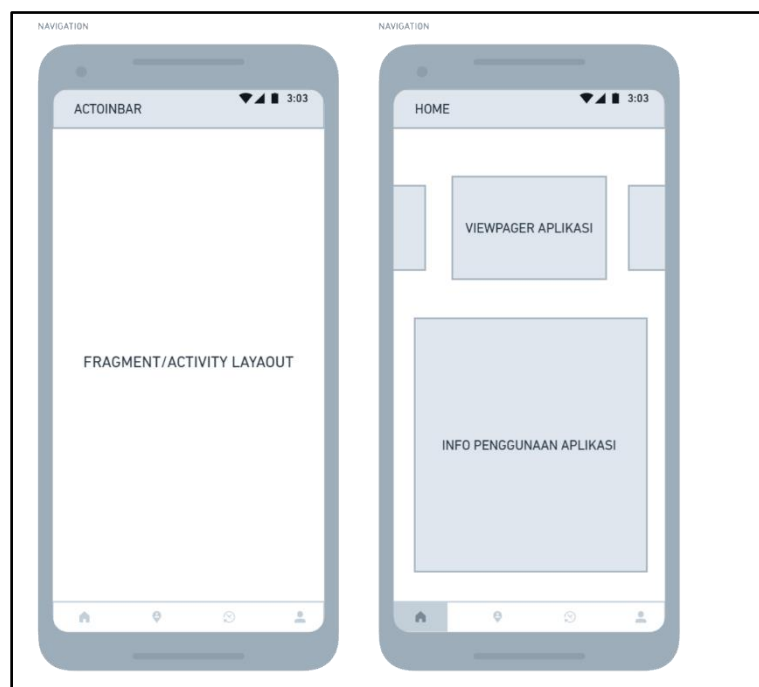 NAVIGATION
ACTOINBAR
3:03
FRAGMENT/ACTIVITY LAYAOUT
NAVIGATION
HOME
3:03
VIEWPAGER APLIKASI
INFO PENGGUNAAN APLIKASI